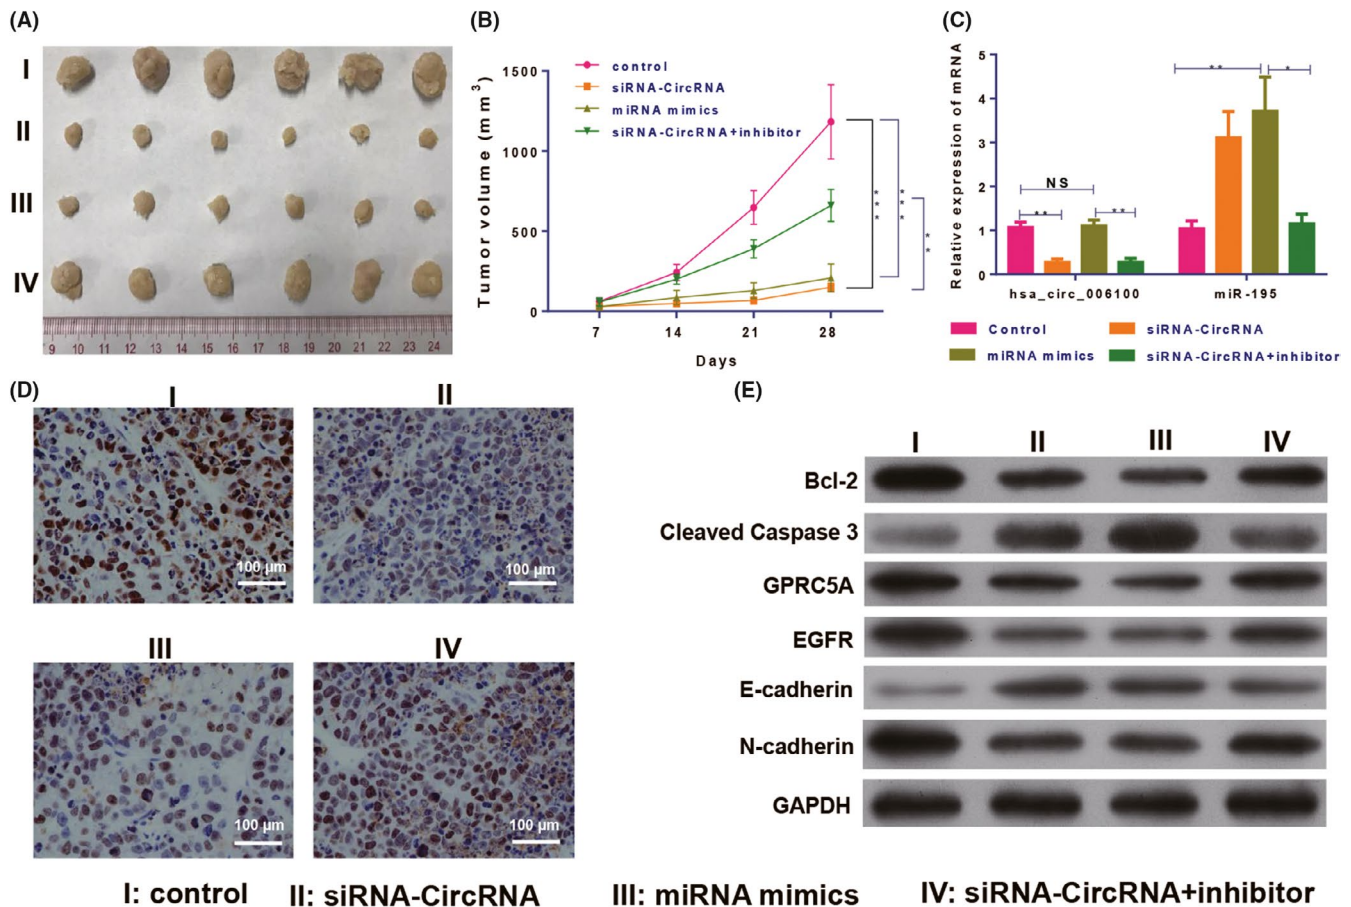 (A)
I
II
III
IV
9 10 11 12 13 14 15 16 17 18 19 20 21 22 23 24
(B)
Tumor volume (mm3)
1500
1000
500
0
control
siRNA-CircRNA
miRNA mimics
siRNA-CircRNA+inhibitor
* * *
* * *
* *
7 14 21 28
Days
(C)
Relative expression of mRNA
5
4
3
2
1
0
NS
**
**
**
*
hsa_circ_006100 miR-195
Control siRNA-CircRNA
miRNA mimics siRNA-CircRNA+inhibitor
(D)
I II
100 µm 100 µm
III IV
100 µm 100 µm
(E)
I II III IV
Bcl-2
Cleaved Caspase 3
GPRC5A
EGFR
E-cadherin
N-cadherin
GAPDH
I: control II: siRNA-CircRNA III: miRNA mimics IV: siRNA-CircRNA+inhibitor